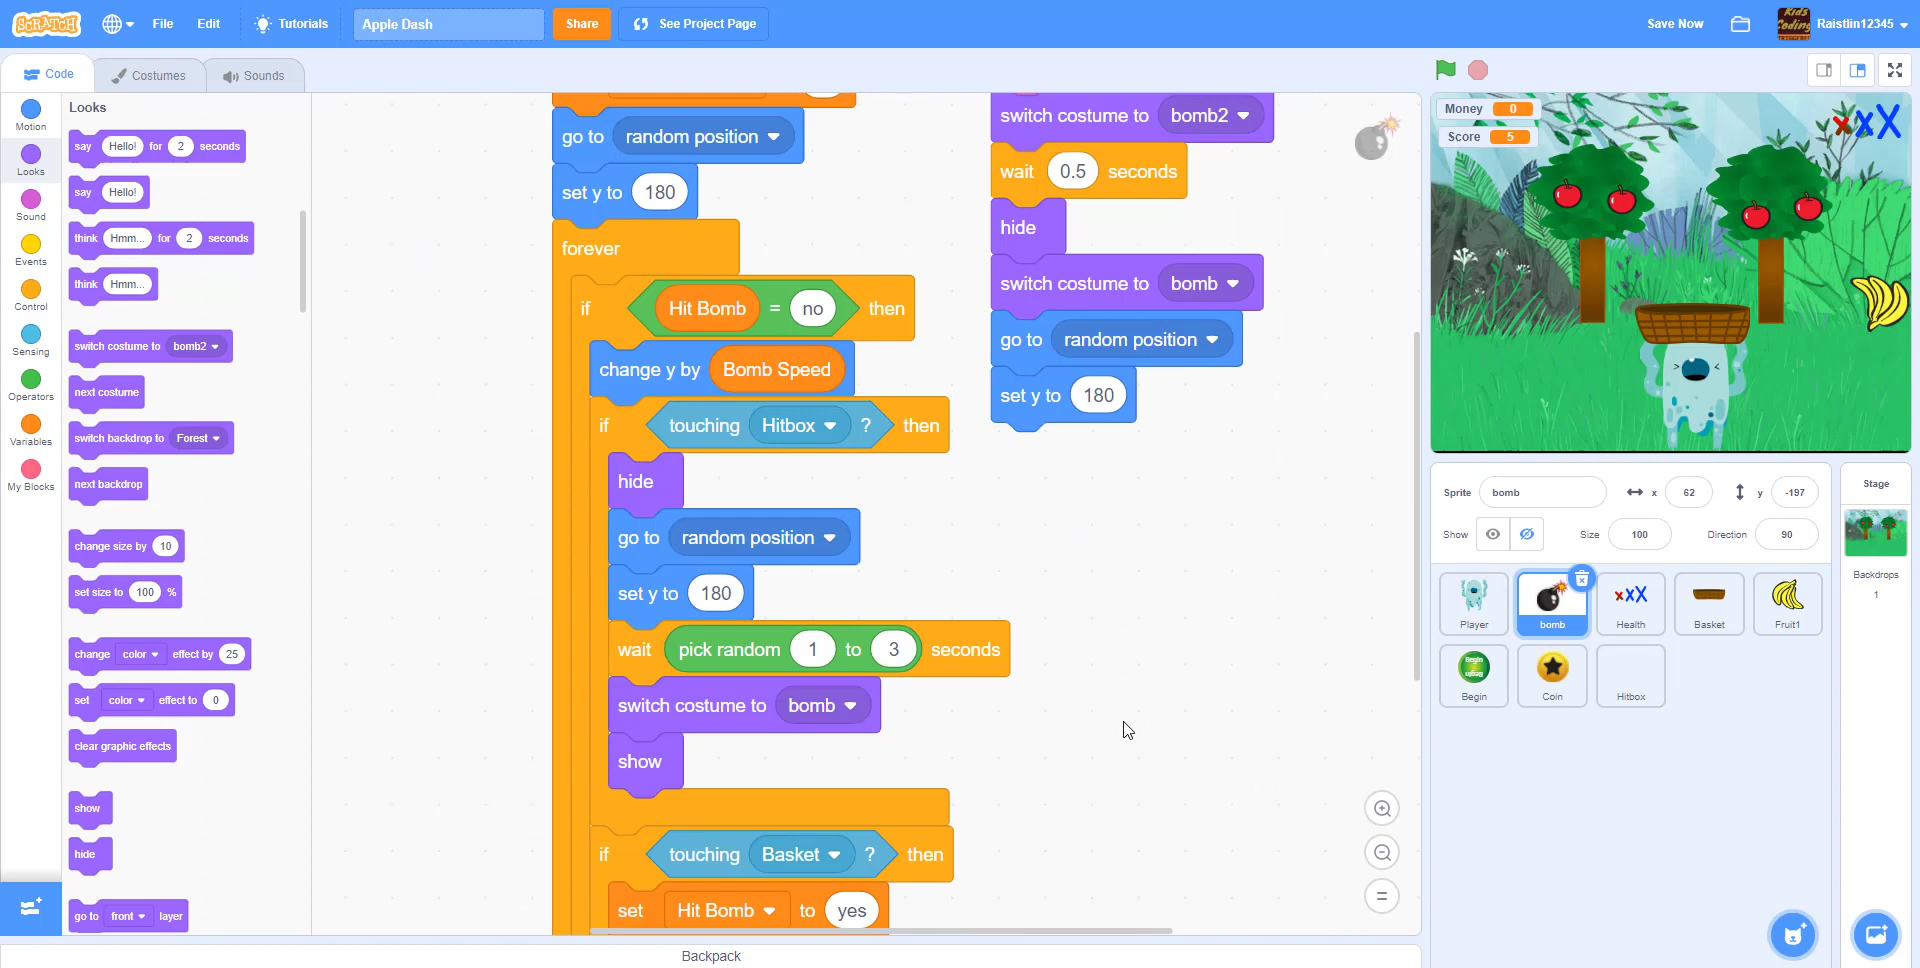 SCRATCH
File
Edit
Tutorials
Apple Dash
Share
See Project Page
Save Now
Kids Coding
Raistlin12345
Code
Costumes
Sounds
Motion
Looks
Sound
Events
Control
Sensing
Operators
Variables
My Blocks
Looks
say Hello! for 2 seconds
say Hello!
think Hmm... for 2 seconds
think Hmm...
switch costume to bomb2
next costume
switch backdrop to Forest
next backdrop
change size by 10
set size to 100 %
change color effect by 25
set color effect to 0
clear graphic effects
show
hide
go to front layer
go to random position
set y to 180
forever
if Hit Bomb = no then
change y by Bomb Speed
if touching Hitbox ? then
hide
go to random position
set y to 180
wait pick random 1 to 3 seconds
switch costume to bomb
show
if touching Basket ? then
set Hit Bomb to yes
switch costume to bomb2
wait 0.5 seconds
hide
switch costume to bomb
go to random position
set y to 180
Backpack
Money 0
Score 5
xXX
Sprite bomb x 62 y -197
Show Size 100 Direction 90
Player
bomb
xXX
Health
Basket
Fruit1
Begin
Begin
Coin
Hitbox
Stage
Backdrops
1